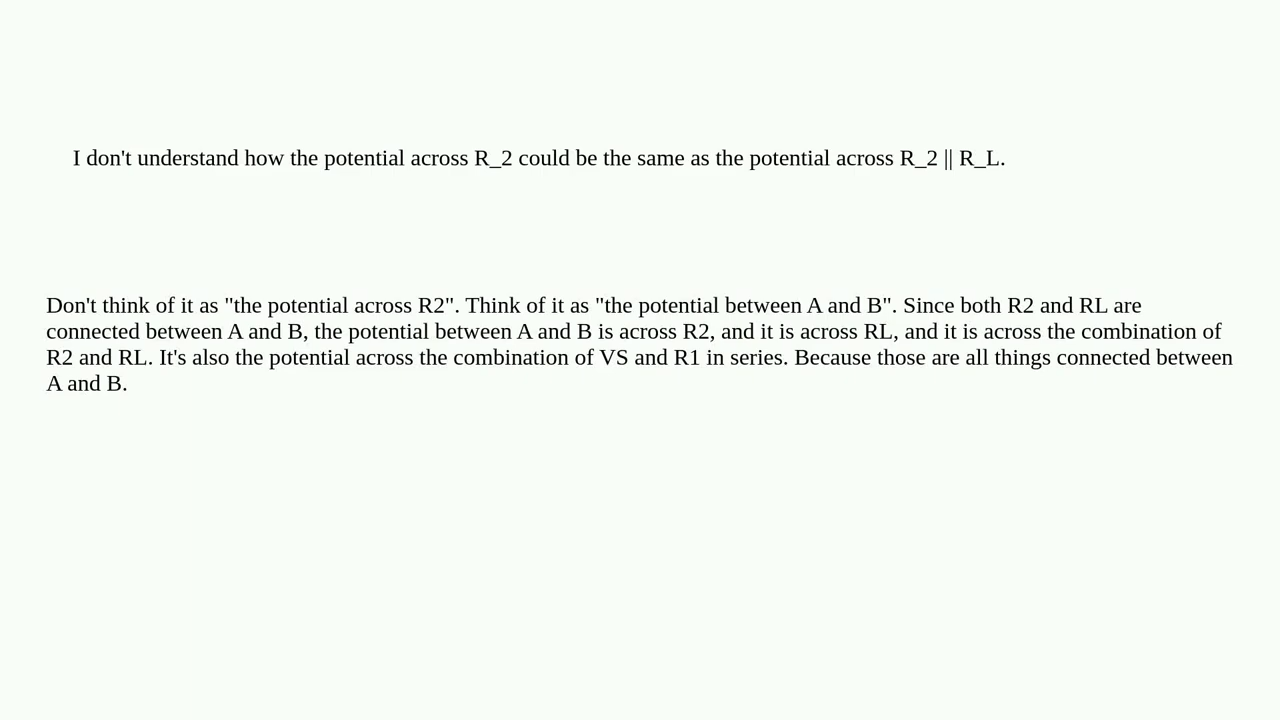 I don't understand how the potential across R_2 could be the same as the potential across R_2 || R_L.
Don't think of it as "the potential across R2". Think of it as "the potential between A and B". Since both R2 and RL are
connected between A and B, the potential between A and B is across R2, and it is across RL, and it is across the combination of
R2 and RL. It's also the potential across the combination of VS and R1 in series. Because those are all things connected between
A and B.